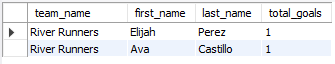 team_name first_name last_name total_goals
River Runners Elijah Perez 1
River Runners Ava Castillo 1